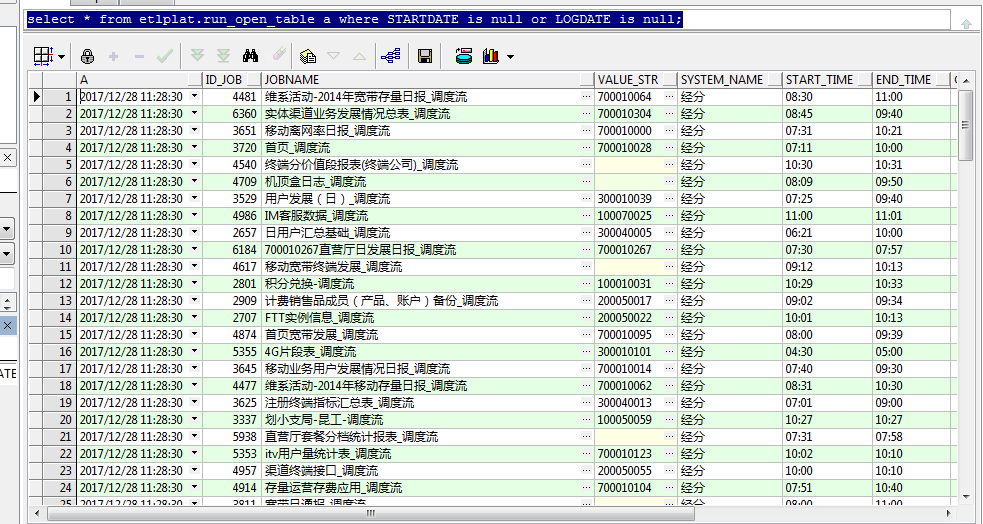 select * from etlplat.run_open_table a where STARTDATE is null or LOGDATE is null;
A ID_JOB JOBNAME VALUE_STR SYSTEM_NAME START_TIME END_TIME
1 2017/12/28 11:28:30 4481 维系活动-2014年宽带存量日报_调度流 700010064 经分 08:30 11:00
2 2017/12/28 11:28:30 6360 实体渠道业务发展情况总表_调度流 700010304 经分 08:45 09:40
3 2017/12/28 11:28:30 3651 移动离网率日报_调度流 700010000 经分 07:31 10:21
4 2017/12/28 11:28:30 3720 首页_调度流 700010028 经分 07:11 10:00
5 2017/12/28 11:28:30 4540 终端分价值段报表(终端公司)_调度流 经分 10:30 10:31
6 2017/12/28 11:28:30 4709 机顶盒日志_调度流 经分 08:09 09:50
7 2017/12/28 11:28:30 3529 用户发展（日）_调度流 300010039 经分 07:25 09:40
8 2017/12/28 11:28:30 4986 IM客服数据_调度流 100070025 经分 11:00 11:01
9 2017/12/28 11:28:30 2657 日用户汇总基础_调度流 300040005 经分 06:21 10:00
10 2017/12/28 11:28:30 6184 700010267直营厅日发展日报_调度流 700010267 经分 07:30 07:57
11 2017/12/28 11:28:30 4617 移动宽带终端发展_调度流 经分 09:12 10:13
12 2017/12/28 11:28:30 2801 积分兑换-调度流 100010031 经分 10:29 10:33
13 2017/12/28 11:28:30 2909 计费销售品成员（产品、账户）备份_调度流 200050017 经分 09:02 09:34
14 2017/12/28 11:28:30 2707 FTT实例信息_调度流 200050022 经分 10:01 10:13
15 2017/12/28 11:28:30 4874 首页宽带发展_调度流 700010095 经分 08:00 09:39
16 2017/12/28 11:28:30 5355 4G片段表_调度流 300010101 经分 04:30 05:00
17 2017/12/28 11:28:30 3645 移动业务用户发展情况日报_调度流 700010014 经分 07:40 09:30
18 2017/12/28 11:28:30 4477 维系活动-2014年移动存量日报_调度流 700010062 经分 08:31 10:30
19 2017/12/28 11:28:30 3625 注册终端指标汇总表_调度流 300040013 经分 07:01 09:00
20 2017/12/28 11:28:30 3337 划小支局-昆工-调度流 100050059 经分 10:27 10:27
21 2017/12/28 11:28:30 5938 直营厅套餐分档统计报表_调度流 经分 07:31 07:58
22 2017/12/28 11:28:30 5353 itv用户量统计表_调度流 700010123 经分 10:02 10:10
23 2017/12/28 11:28:30 4957 渠道终端接口_调度流 200050055 经分 10:00 10:10
24 2017/12/28 11:28:30 4914 存量运营存费应用_调度流 700010104 经分 07:51 10:40